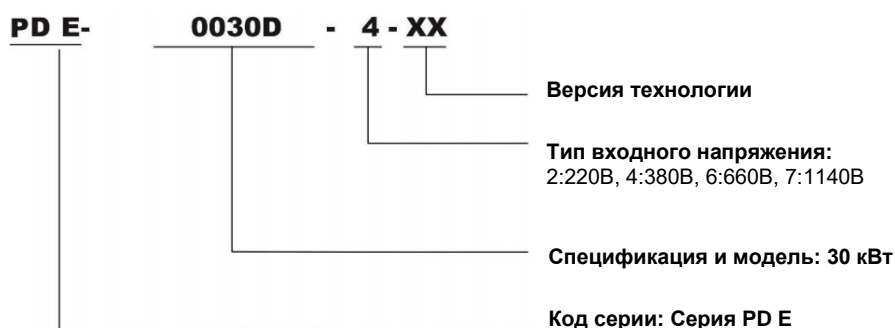 PD E- 0030D - 4 - XX
Версия технологии
Тип входного напряжения:
2:220В, 4:380В, 6:660В, 7:1140В
Спецификация и модель: 30 кВт
Код серии: Серия PD E